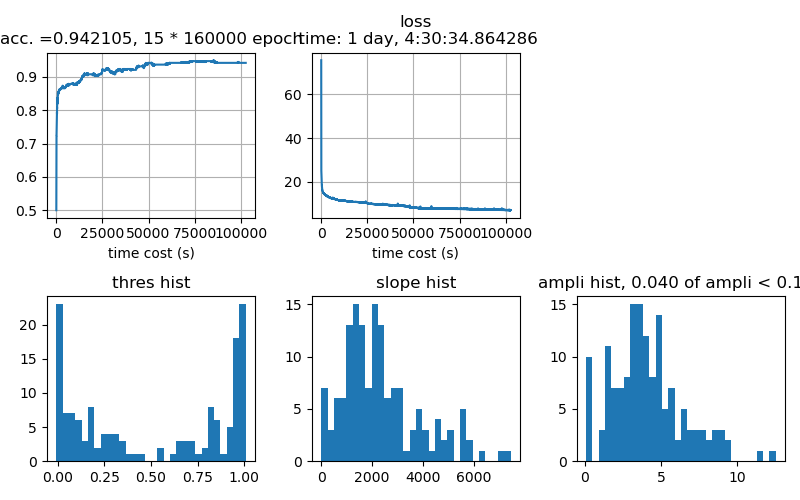 acc. =0.942105, 15 * 160000 epoch
0.9
0.8
0.7
0.6
0.5
0 25000 50000 75000 100000
time cost (s)
loss
time: 1 day, 4:30:34.864286
60
40
20
0 25000 50000 75000 100000
time cost (s)
thres hist
20
15
10
5
0
0.00 0.25 0.50 0.75 1.00
slope hist
15
10
5
0
0 2000 4000 6000
ampli hist, 0.040 of ampli < 0.1
15
10
5
0
0 5 10